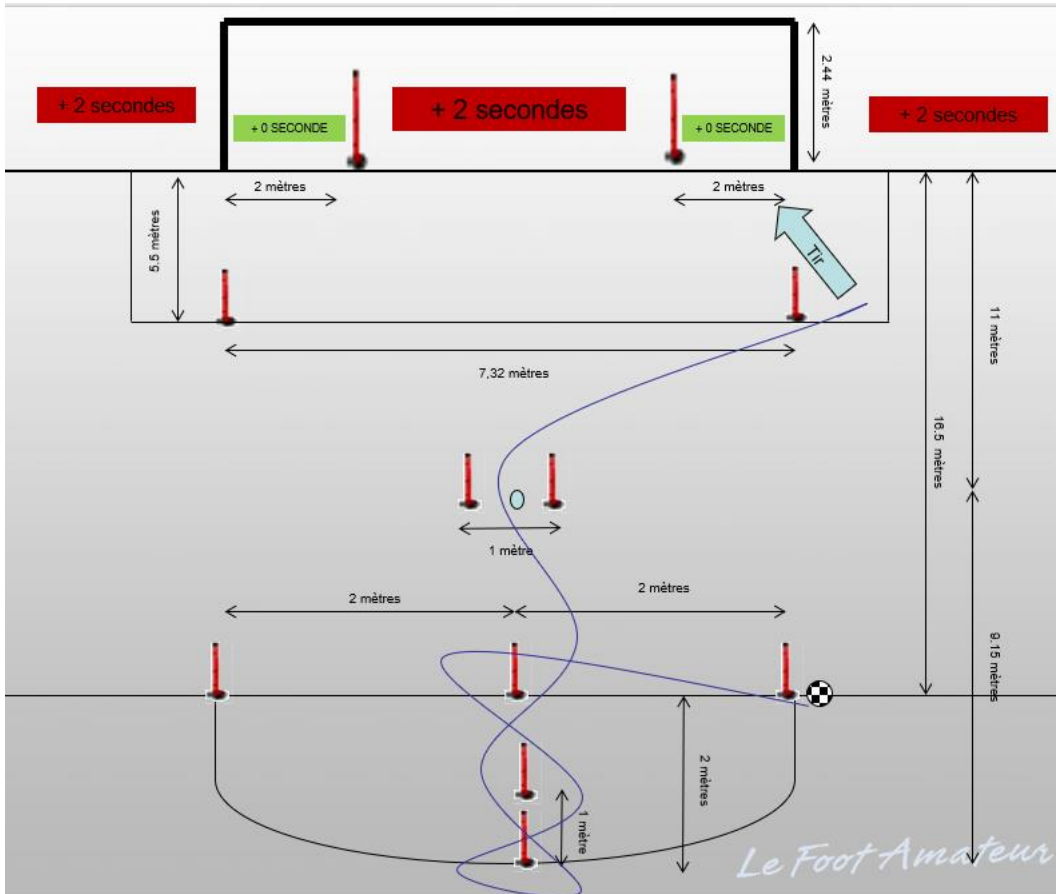 2.44 mètres
+ 2 secondes
+ 0 SECONDE
+ 2 secondes
+ 0 SECONDE
+ 2 secondes
2 mètres
2 mètres
5.5 mètres
Tir
7,32 mètres
11 mètres
16.5 mètres
1 mètre
2 mètres
2 mètres
9.15 mètres
2 mètres
1 mètre
Le Foot Amateur